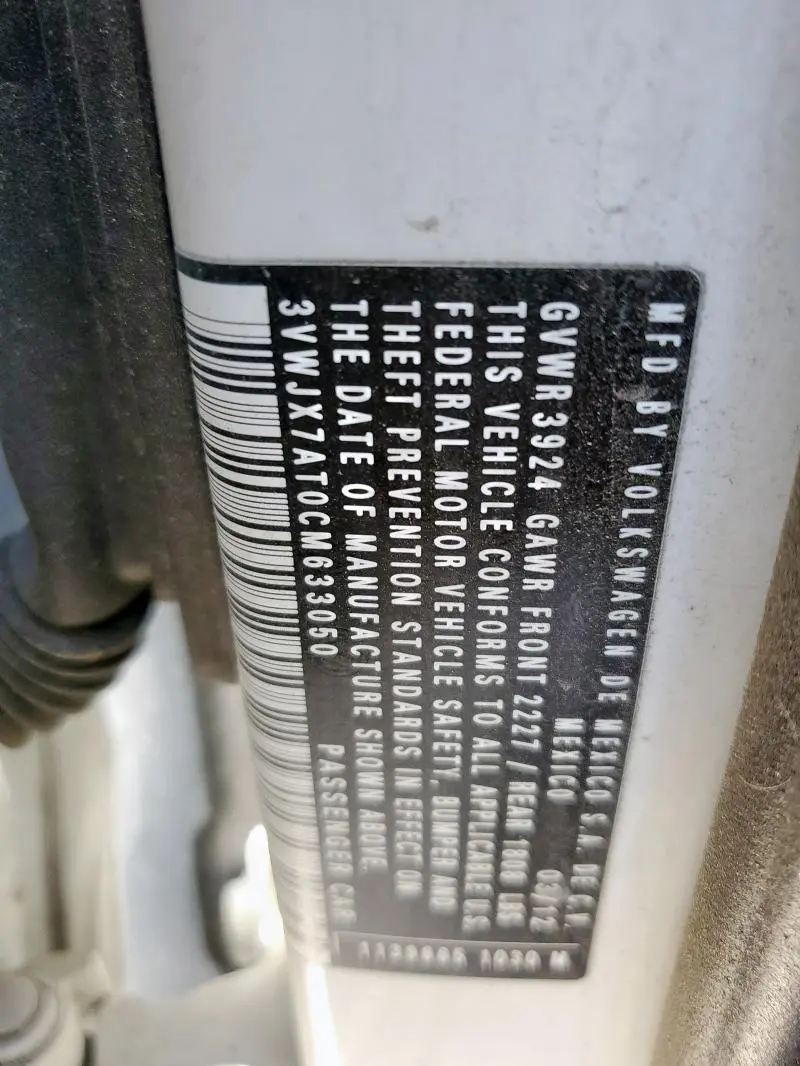 MFD BY VOLKSWAGEN DE MEXICO S.A. DE C.V.
MEXICO 03/12
GVWR 3924 GAWR FRONT 2227 / REAR 1808 LBS
THIS VEHICLE CONFORMS TO ALL APPLICABLE U.S.
FEDERAL MOTOR VEHICLE SAFETY, BUMPER AND
THEFT PREVENTION STANDARDS IN EFFECT ON
THE DATE OF MANUFACTURE SHOWN ABOVE.
3VWJX7AT0CM633050 PASSENGER CAR